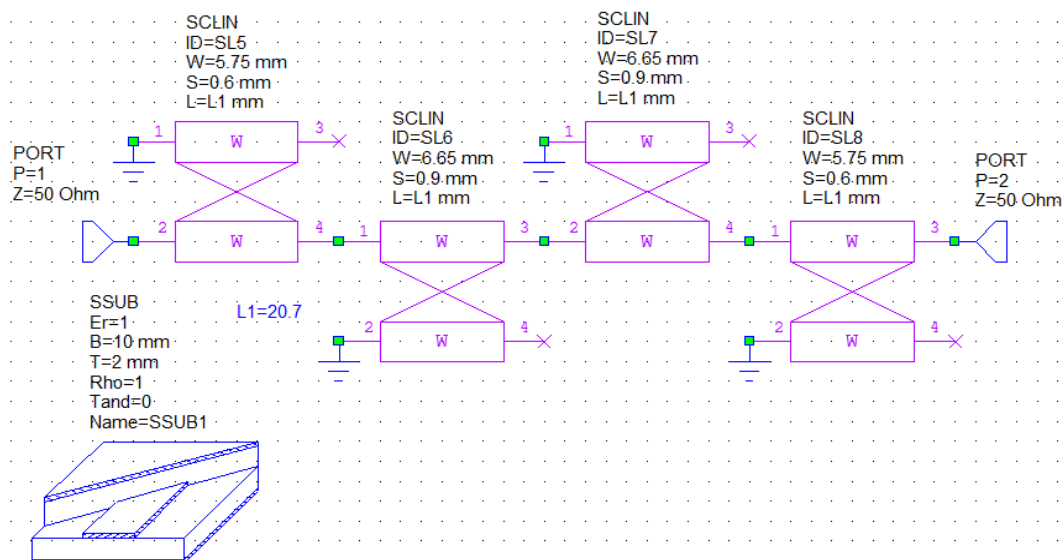 SCLIN
ID=SL5
W=5.75 mm
S=0.6 mm
L=L1 mm
1
W
3
2
W
4
PORT
P=1
Z=50 Ohm
SCLIN
ID=SL6
W=6.65 mm
S=0.9 mm
L=L1 mm
1
W
3
2
W
4
SCLIN
ID=SL7
W=6.65 mm
S=0.9 mm
L=L1 mm
1
W
3
2
W
4
SCLIN
ID=SL8
W=5.75 mm
S=0.6 mm
L=L1 mm
1
W
3
2
W
4
PORT
P=2
Z=50 Ohm
SSUB
Er=1
B=10 mm
T=2 mm
Rho=1
Tand=0
Name=SSUB1
L1=20.7